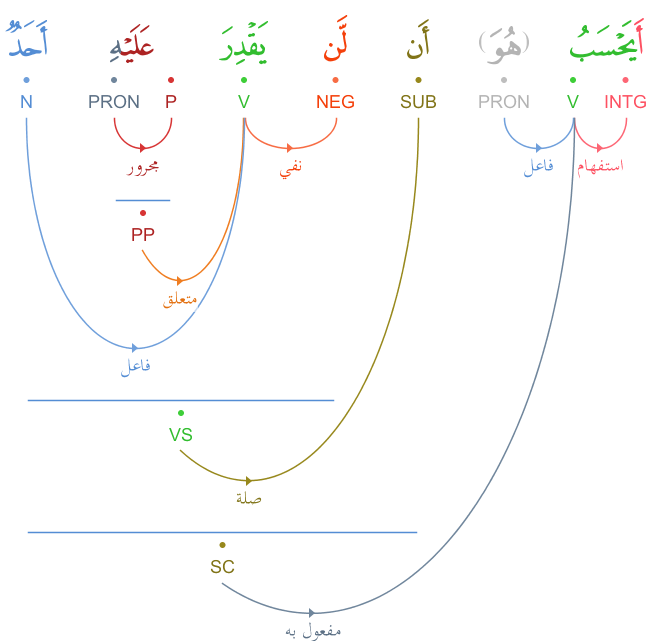 أَيَحْسَبُ (هُوَ) أَن لَّن يَقْدِرَ عَلَيْهِ أَحَدٌ
INTG V PRON SUB NEG V P PRON N
استفهام فاعل نفي مجرور
PP
متعلق
فاعل
VS
صلة
SC
مفعول به